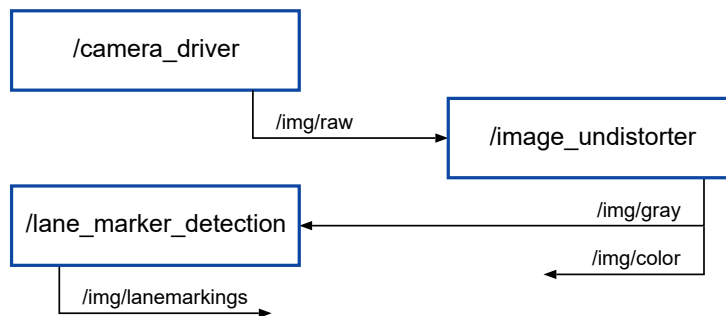 /camera_driver
/img/raw
/image_undistorter
/lane_marker_detection
/img/gray
/img/color
/img/lanemarkings